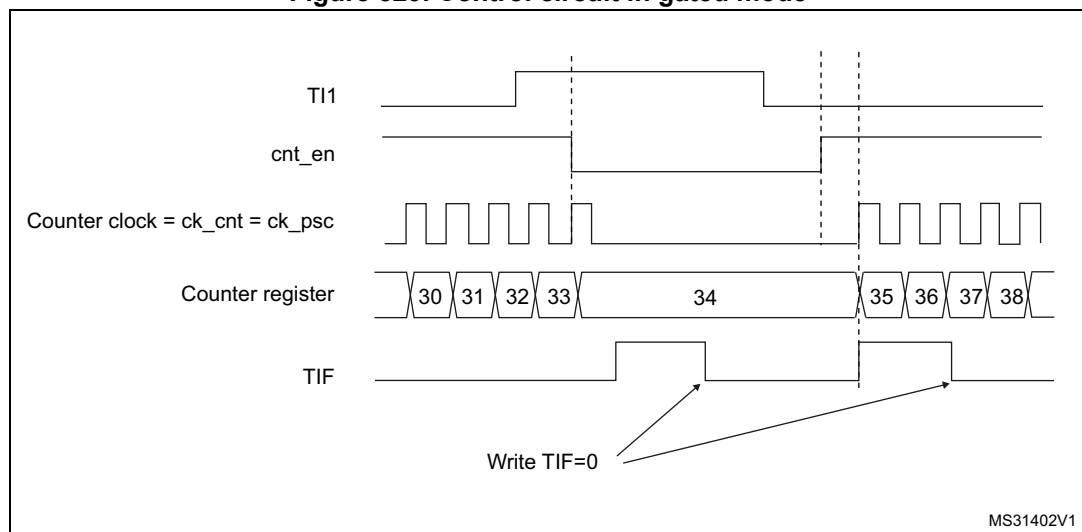 TI1
cnt_en
Counter clock = ck_cnt = ck_psc
Counter register
30 31 32 33 34 35 36 37 38
TIF
Write TIF=0
MS31402V1